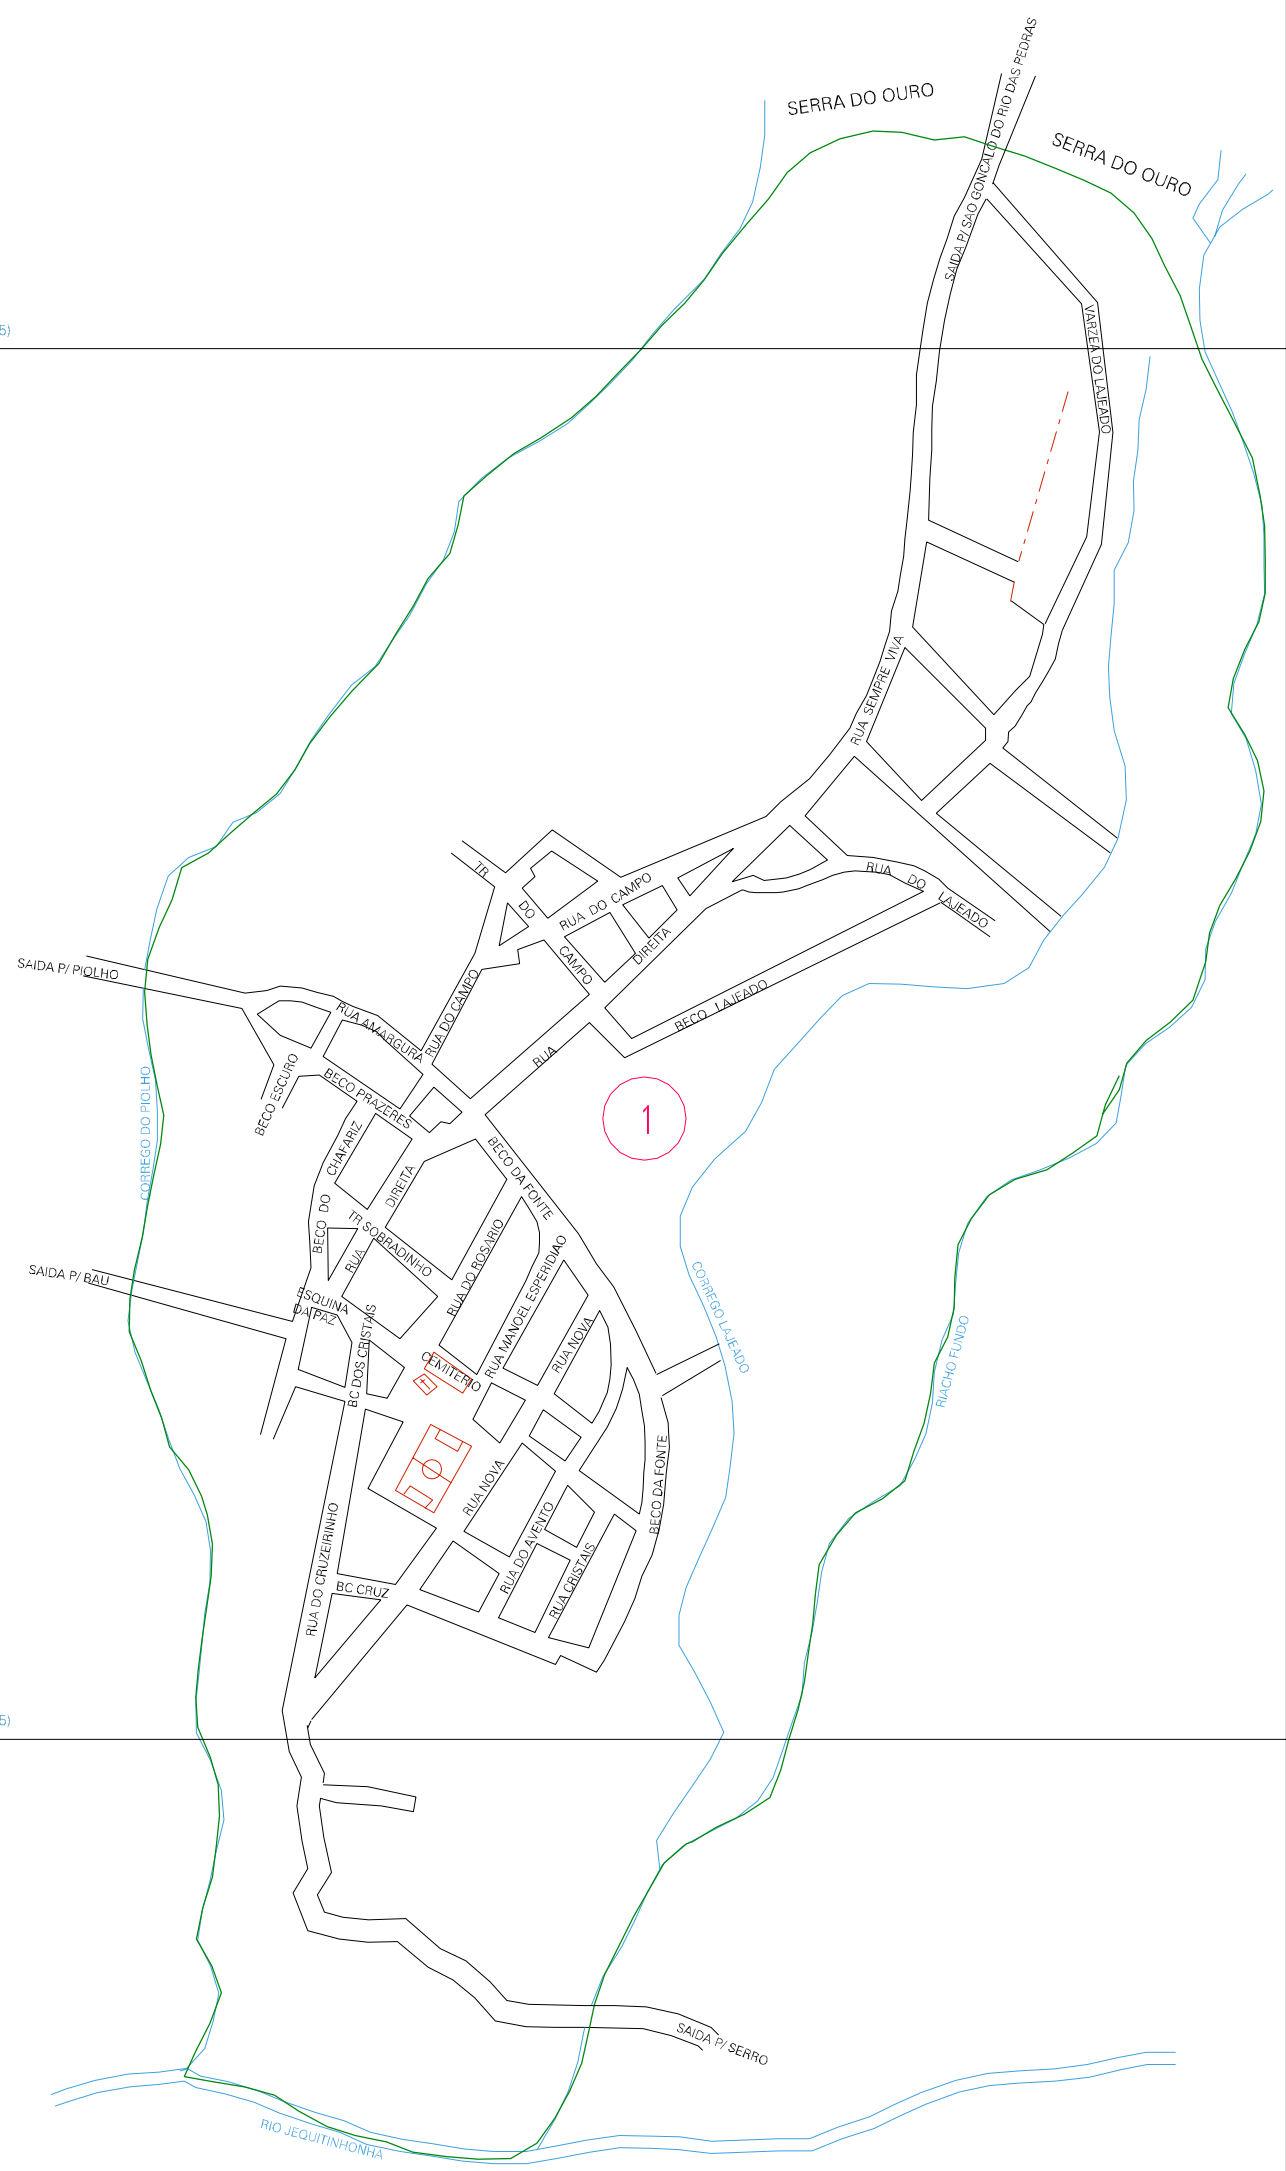 SERRA DO OURO
SERRA DO OURO
SAIDA P/ SAO GONCALO DO RIO DAS PEDRAS
5)
VARZEA DO LAJEADO
RUA SEMPRE VIVA
TR DO CAMPO
RUA DO CAMPO
RUA DO LAJEADO
RUA DIREITA
BECO LAJEADO
SAIDA P/ PIOLHO
RUA AMARGURA
RUA DO CAMPO
BECO ESCURO
BECO PRAZERES
1
CORREGO DO PIOLHO
BECO DO CHAFARIZ
RUA DIREITA
BECO DA FONTE
TR SOBRADINHO
RUA DO ROSARIO
RUA MANOEL ESPERIDIAO
SAIDA P/ BAU
ESQUINA
DA PAZ
BC DOS CRISTAIS
RUA NOVA
CEMITERIO
CORREGO LAJEADO
RIACHO FUNDO
BECO DA FONTE
RUA NOVA
RUA DO AVENTO
RUA CRISTAIS
RUA DO CRUZEIRINHO
BC CRUZ
5)
SAIDA P/ SERRO
RIO JEQUITINHONHA